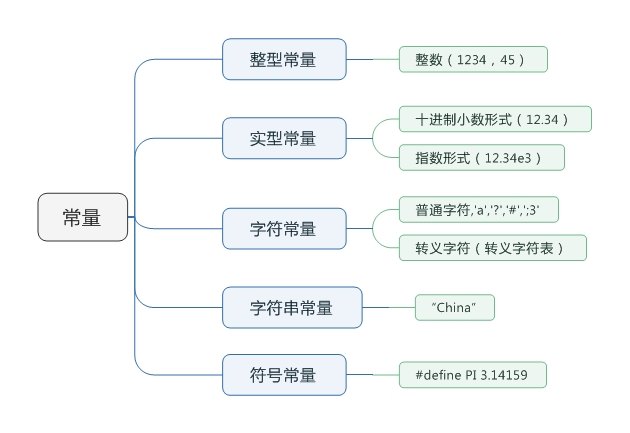 常量
整型常量
整数（1234，45）
实型常量
十进制小数形式（12.34）
指数形式（12.34e3）
字符常量
普通字符,'a','?','#',';3'
转义字符（转义字符表）
字符串常量
“China”
符号常量
#define PI 3.14159